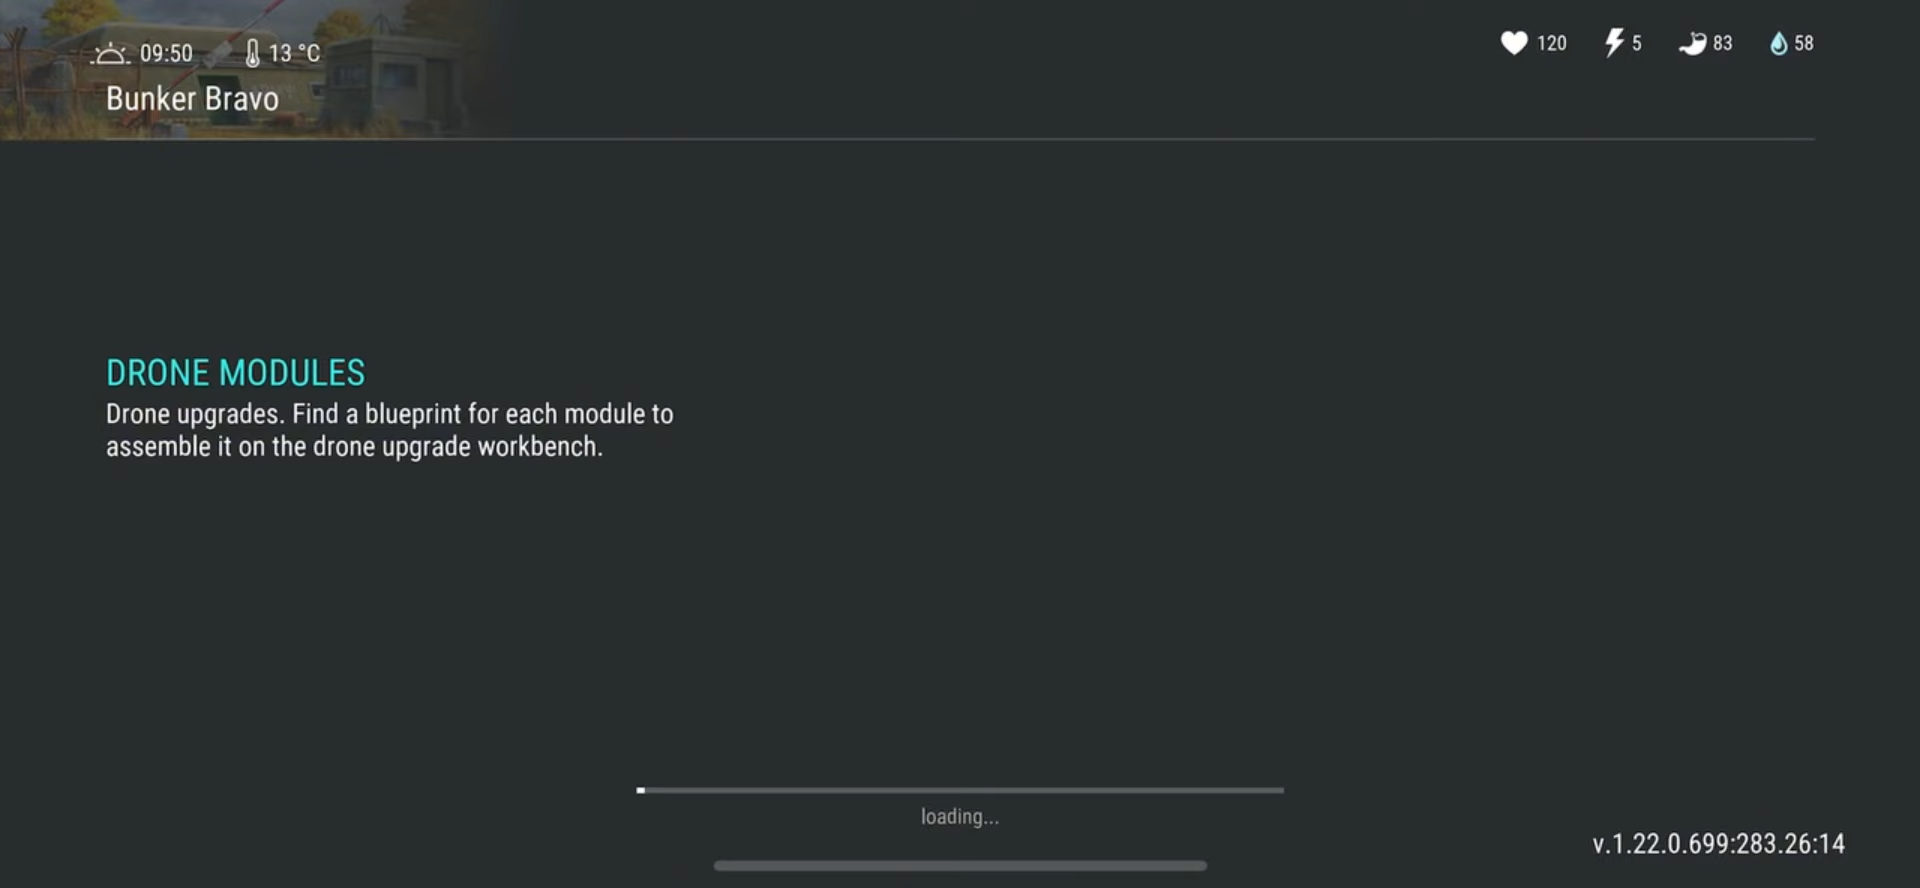 09:50 13 °C
120 5 83 58
Bunker Bravo
DRONE MODULES
Drone upgrades. Find a blueprint for each module to
assemble it on the drone upgrade workbench.
loading...
v.1.22.0.699:283.26:14